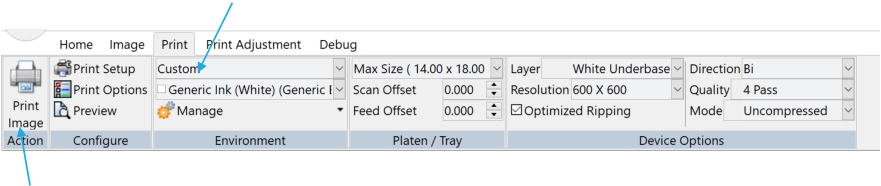 Home Image Print Print Adjustment Debug
Print Setup Custom Max Size ( 14.00 x 18.00 Layer White Underbase Direction Bi
Print Options Generic Ink (White) (Generic Scan Offset 0.000 Resolution 600 X 600 Quality 4 Pass
Print Image Preview Manage Feed Offset 0.000 Optimized Ripping Mode Uncompressed
Action Configure Environment Platen / Tray Device Options